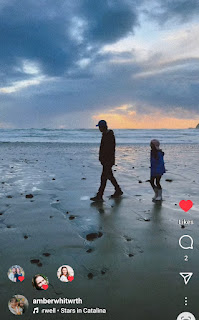 Likes
2
amberwhitwrth
rwell • Stars in Catalina